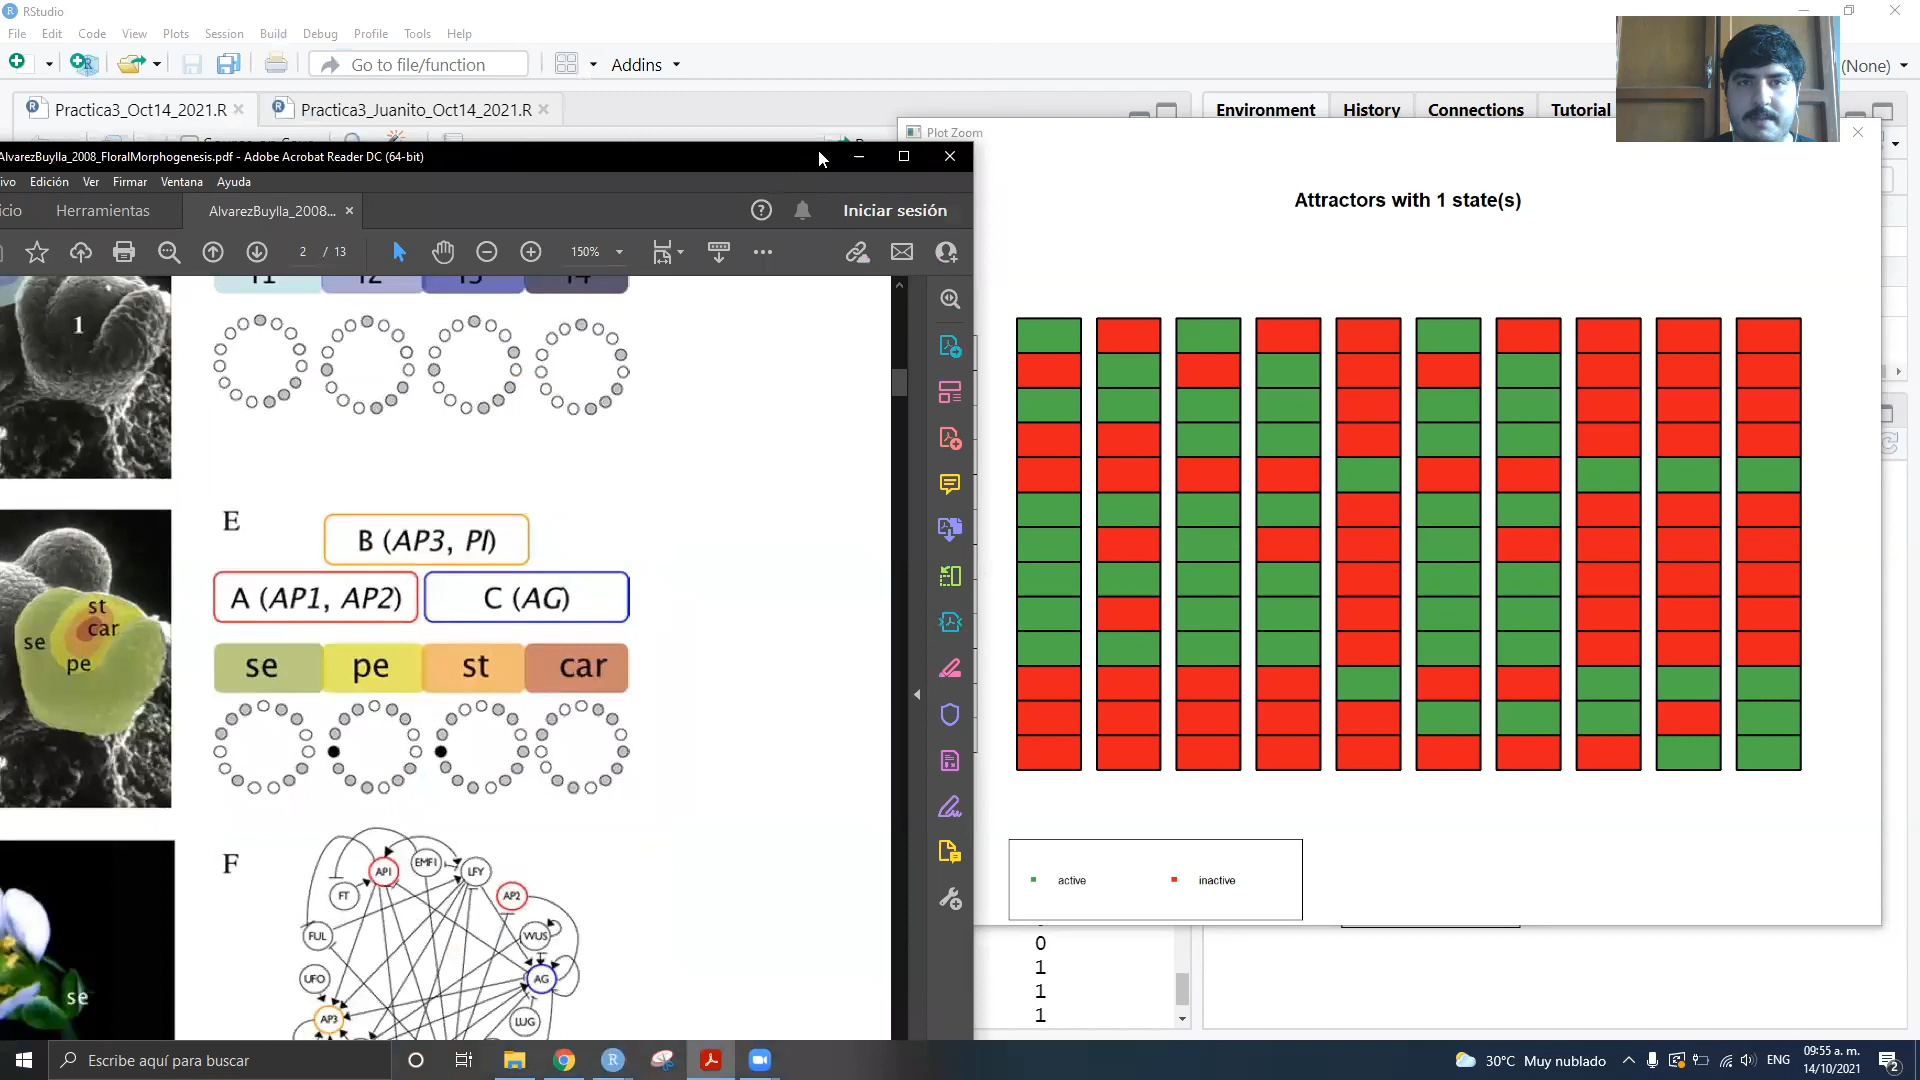 RStudio
File Edit Code View Plots Session Build Debug Profile Tools Help
Go to file/function
Addins
(None)
Practica3_Oct14_2021.R
Practica3_Juanito_Oct14_2021.R
Environment History Connections Tutorial
Plot Zoom
AlvarezBuylla_2008_FloralMorphogenesis.pdf - Adobe Acrobat Reader DC (64-bit)
ivo Edición Ver Firmar Ventana Ayuda
icio Herramientas AlvarezBuylla_2008... Iniciar sesión
2 / 13 150%
1
E
B (AP3, PI)
A (AP1, AP2) C (AG)
se pe st car
st
car
se
pe
F
AP1 EMF1 LFY
FT AP2
FUL WUS
UFO AG
AP3 LUG
se
Attractors with 1 state(s)
active inactive
0
1
1
1
Escribe aquí para buscar
30°C Muy nublado
ENG
09:55 a. m.
14/10/2021
2